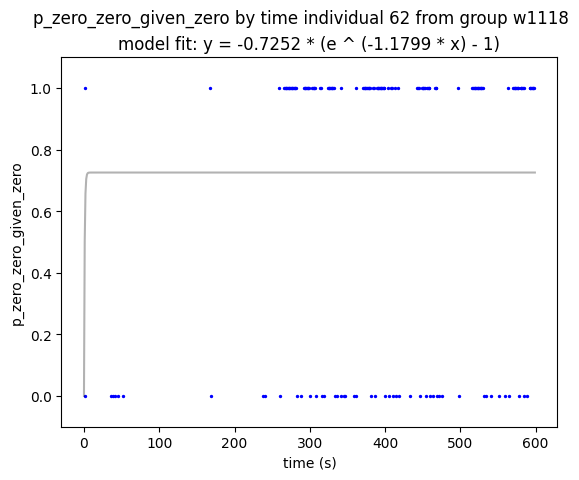 p_zero_zero_given_zero by time individual 62 from group w1118
model fit: y = -0.7252 * (e ^ (-1.1799 * x) - 1)
1.0
0.8
0.6
0.4
0.2
0.0
p_zero_zero_given_zero
0 100 200 300 400 500 600
time (s)